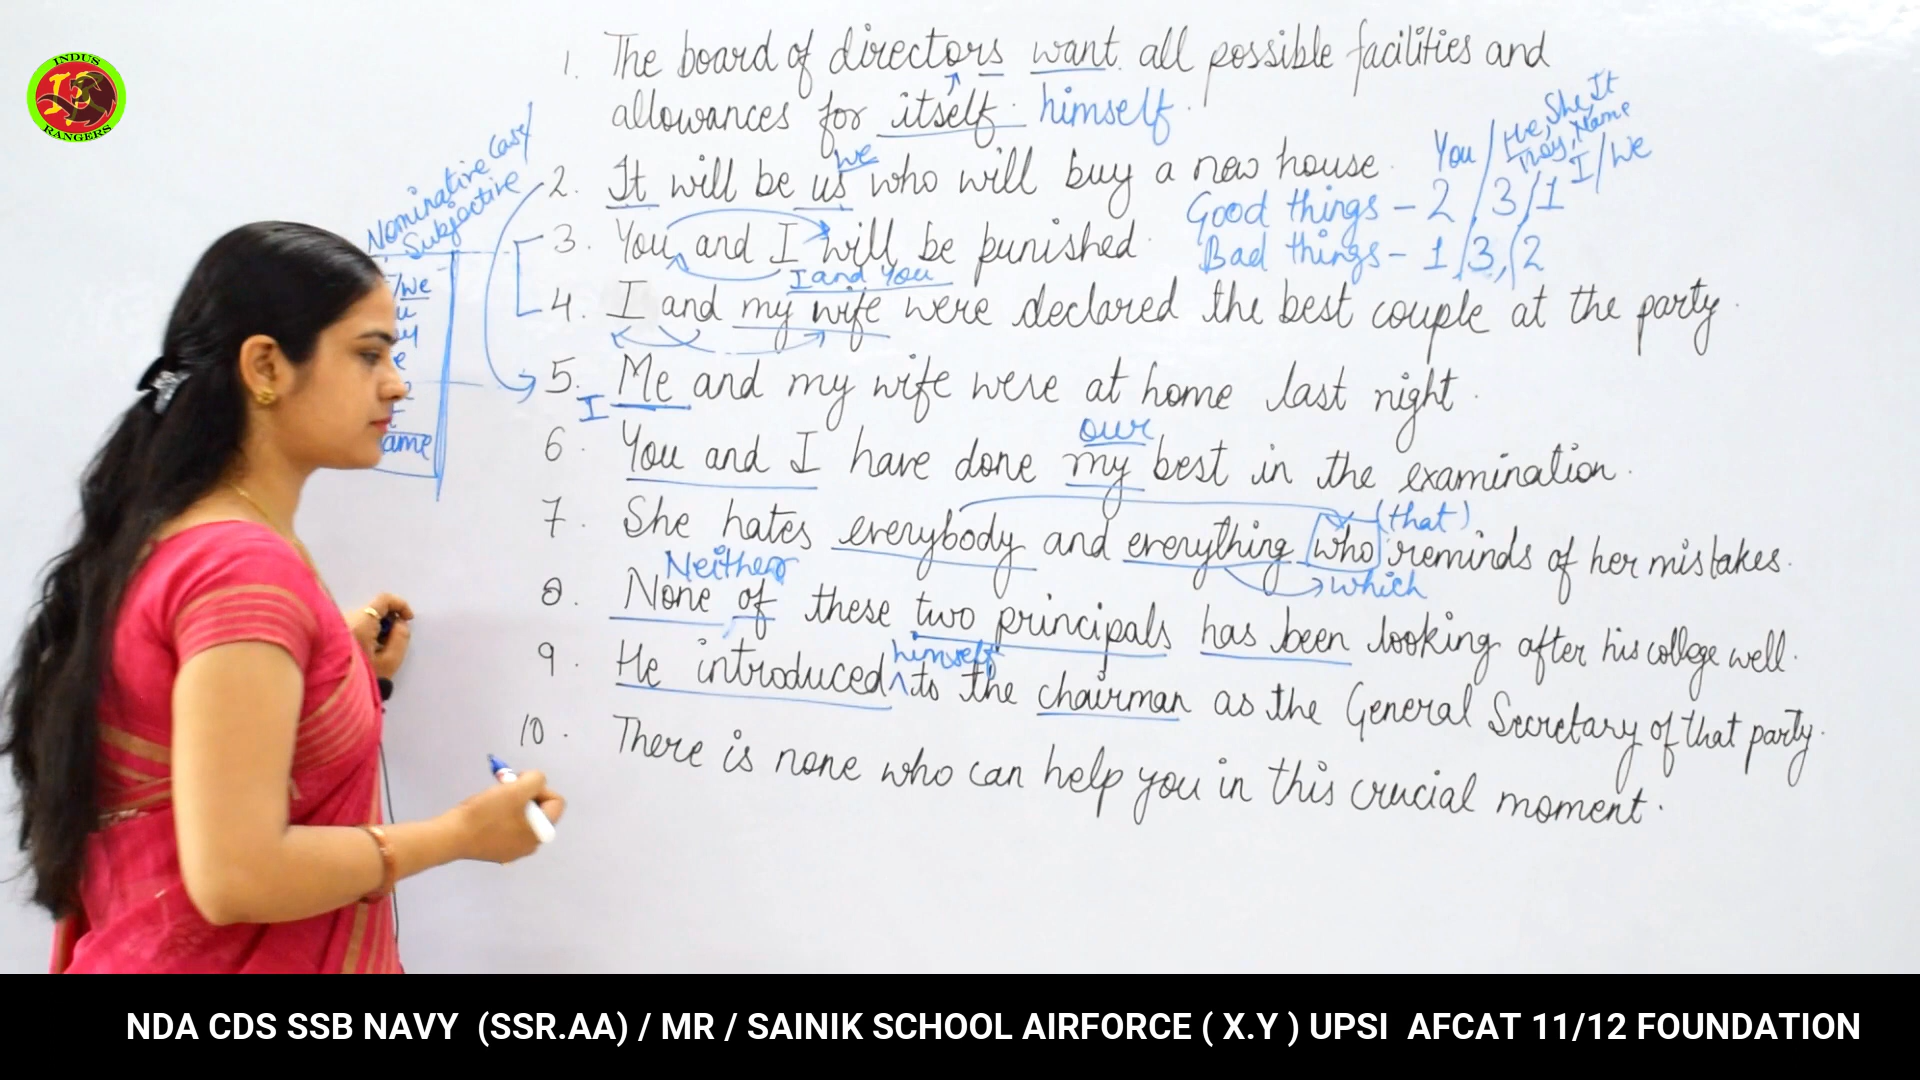 INDUS
RANGERS
1. The board of directors want all possible facilities and
allowances for itself. himself.
Nominative Case/
Subjective
/we
ame
You / He, She, It
They, Name
I/We
we
2. It will be us who will buy a new house.
Good things - 2/3/1
3. You and I will be punished.
Bad things - 1/3/2
I and You
4. I and my wife were declared the best couple at the party.
5. Me and my wife were at home last night.
I
our
6. You and I have done my best in the examination.
(that)
7. She hates everybody and everything who reminds of her mistakes.
Neither
which
8. None of these two principals has been looking after his college well.
himself
9. He introduced ^ to the chairman as the General Secretary of that party.
10. There is none who can help you in this crucial moment.
NDA CDS SSB NAVY (SSR.AA) / MR / SAINIK SCHOOL AIRFORCE ( X.Y ) UPSI AFCAT 11/12 FOUNDATION